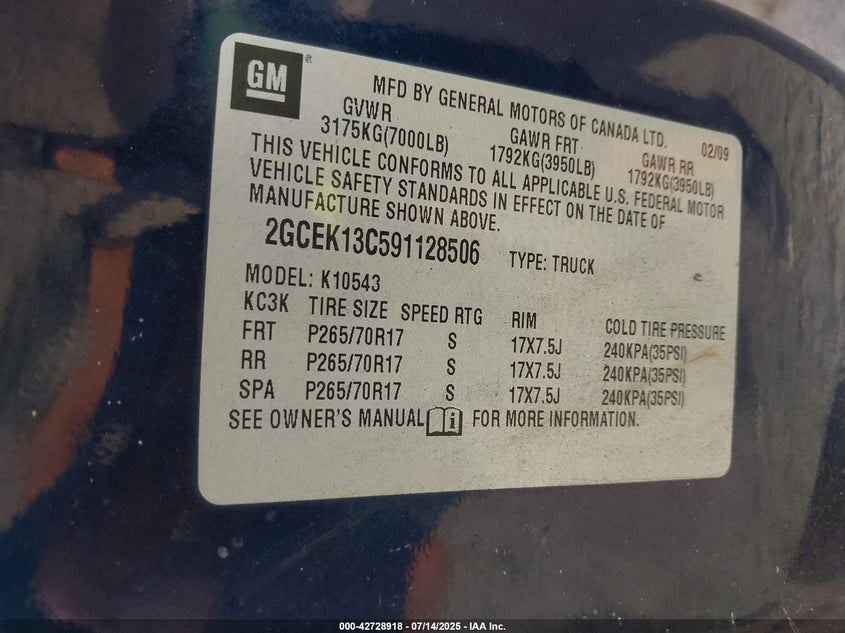 GM®
MFD BY GENERAL MOTORS OF CANADA LTD. 02/09
GVWR GAWR FRT GAWR RR
3175KG(7000LB) 1792KG(3950LB) 1792KG(3950LB)
THIS VEHICLE CONFORMS TO ALL APPLICABLE U.S. FEDERAL MOTOR
VEHICLE SAFETY STANDARDS IN EFFECT ON THE DATE OF
MANUFACTURE SHOWN ABOVE.
2GCEK13C591128506 TYPE: TRUCK
MODEL: K10543
KC3K TIRE SIZE SPEED RTG RIM COLD TIRE PRESSURE
FRT P265/70R17 S 17X7.5J 240KPA(35PSI)
RR P265/70R17 S 17X7.5J 240KPA(35PSI)
SPA P265/70R17 S 17X7.5J 240KPA(35PSI)
SEE OWNER'S MANUAL i FOR MORE INFORMATION.
000-42728918 - 07/14/2025 - IAA Inc.